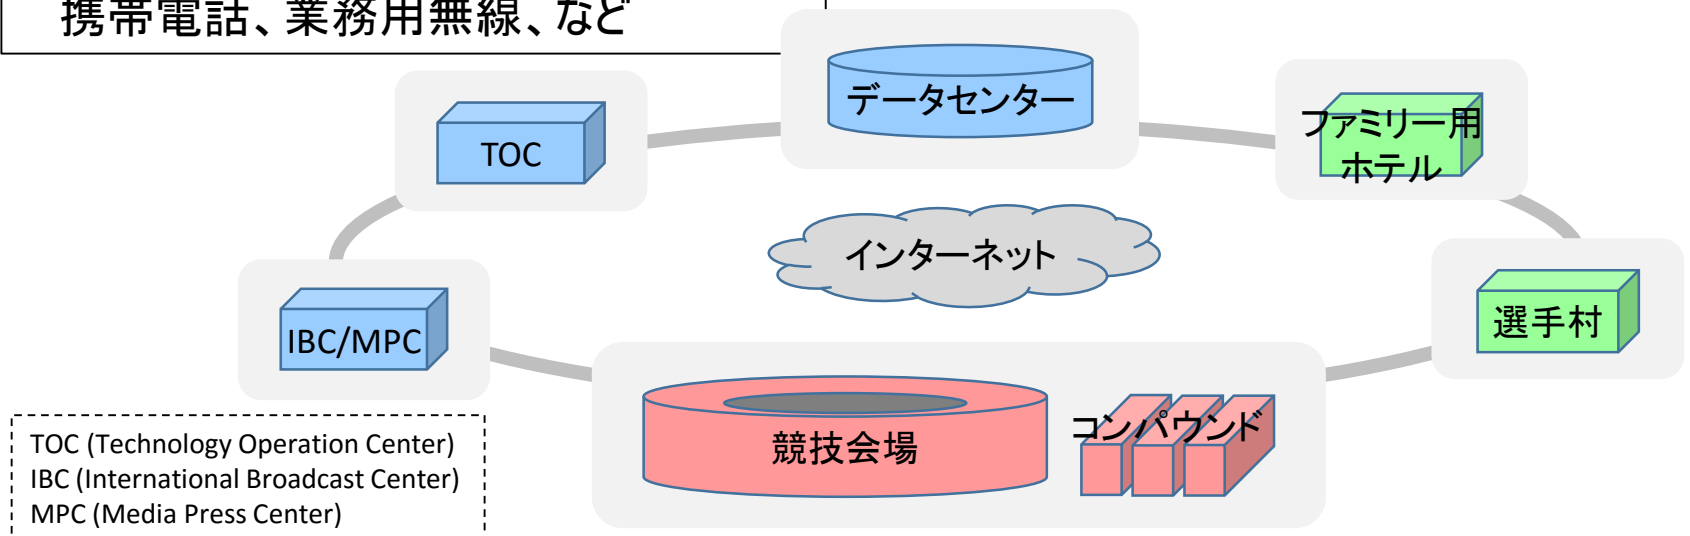 携帯電話、業務用無線、など
データセンター
TOC
ファミリー用
ホテル
インターネット
IBC/MPC
選手村
競技会場
コンパウンド
TOC (Technology Operation Center)
IBC (International Broadcast Center)
MPC (Media Press Center)